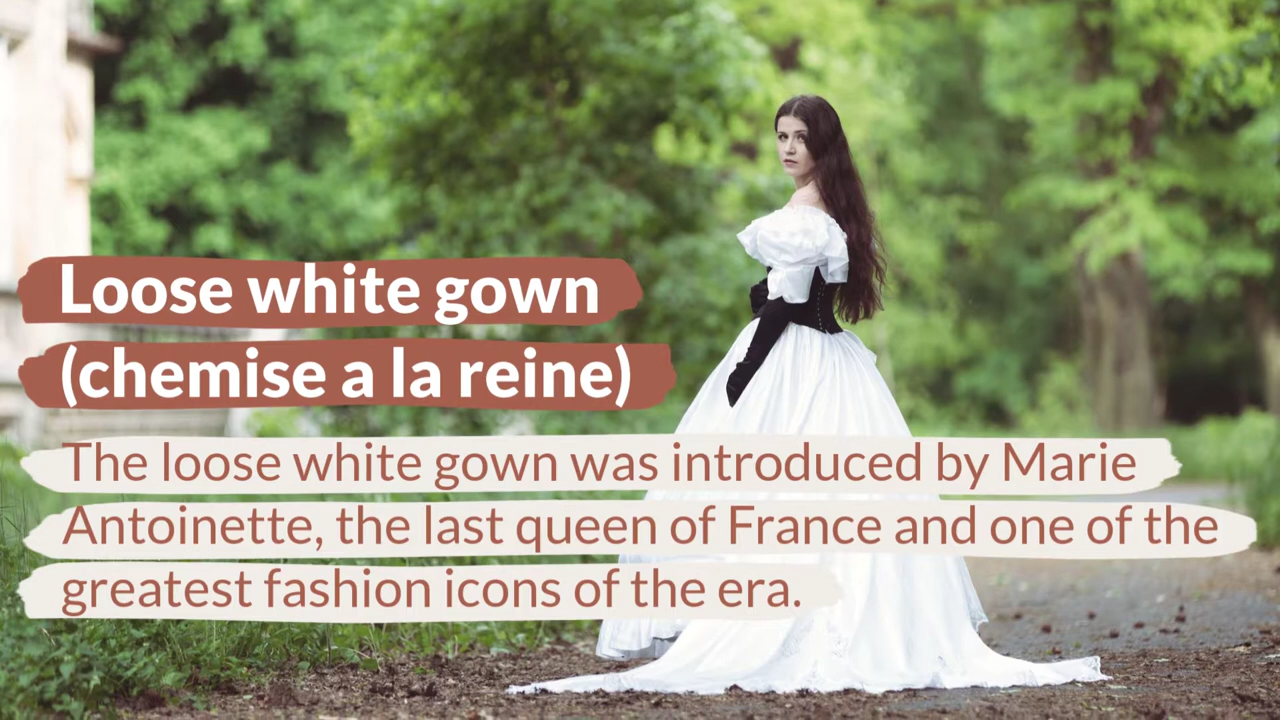 Loose white gown
(chemise a la reine)
The loose white gown was introduced by Marie
Antoinette, the last queen of France and one of the
greatest fashion icons of the era.